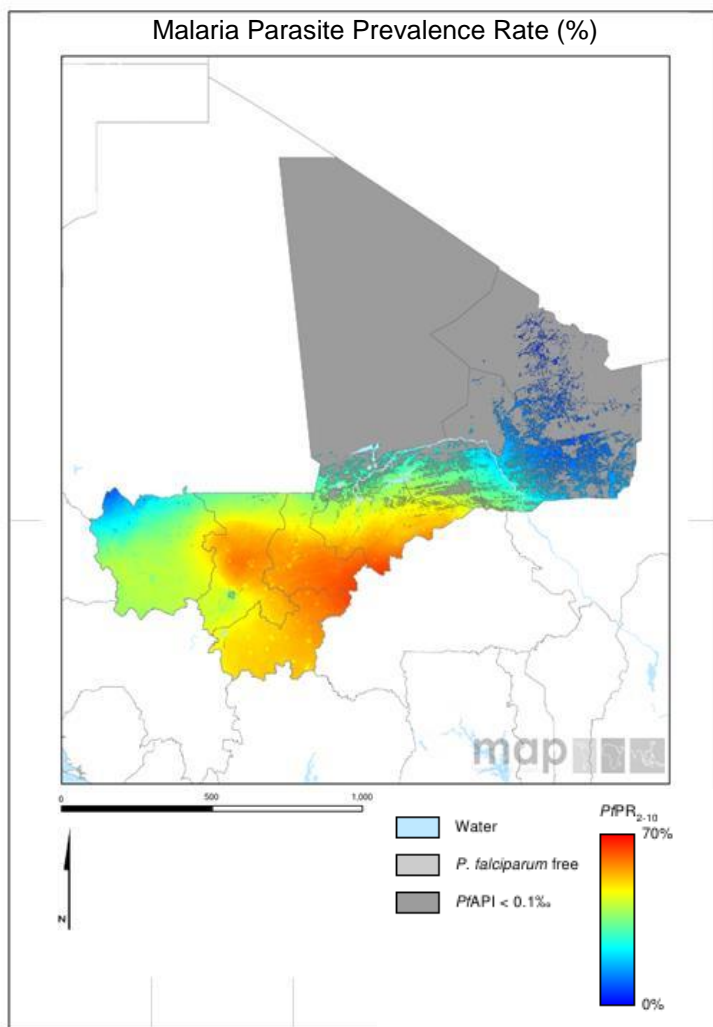 Malaria Parasite Prevalence Rate (%)
map
0 500 1,000
N
Water
P. falciparum free
PfAPI < 0.1‰
PfPR2-10
70%
0%